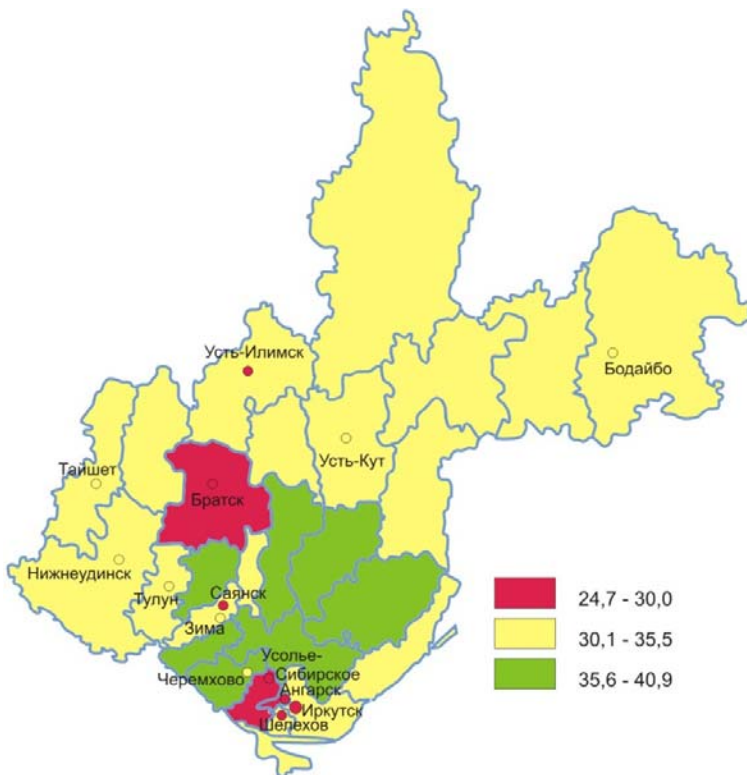 Усть-Илимск
Бодайбо
Усть-Кут
Тайшет
Братск
Нижнеудинск
Тулун
Саянск
Зима
Усолье-
Сибирское
Черемхово
Ангарск
Иркутск
Шелехов
24,7 - 30,0
30,1 - 35,5
35,6 - 40,9